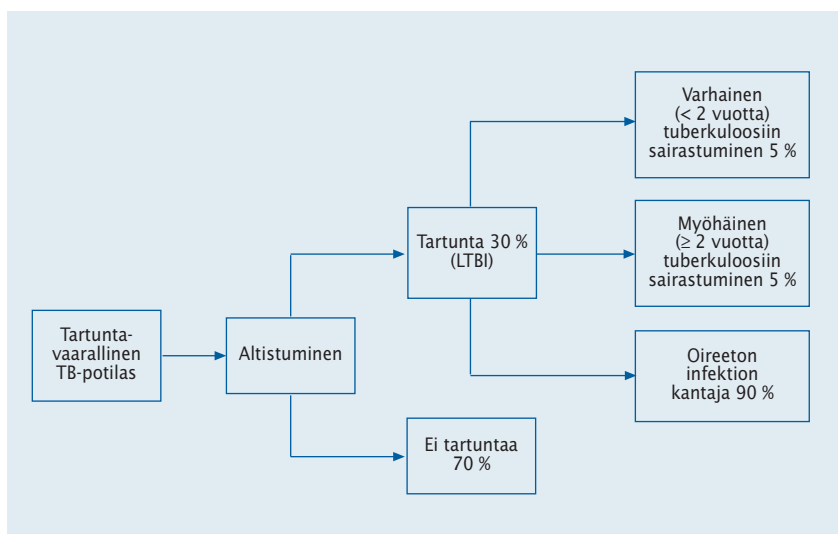 Tartunta-
vaarallinen
TB-potilas
Altistuminen
Tartunta 30 %
(LTBI)
Ei tartuntaa
70 %
Varhainen
(< 2 vuotta)
tuberkuloosiin
sairastuminen 5 %
Myöhäinen
(≥ 2 vuotta)
tuberkuloosiin
sairastuminen 5 %
Oireeton
infektion
kantaja 90 %